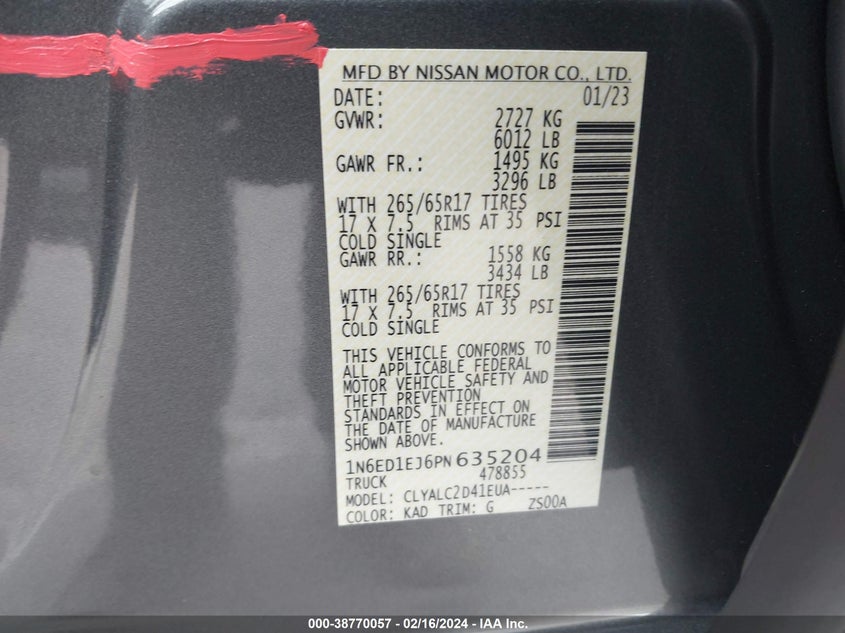 MFD BY NISSAN MOTOR CO., LTD.
DATE: 01/23
GVWR: 2727 KG
6012 LB
GAWR FR.: 1495 KG
3296 LB
WITH 265/65R17 TIRES
17 X 7.5 RIMS AT 35 PSI
COLD SINGLE
GAWR RR.: 1558 KG
3434 LB
WITH 265/65R17 TIRES
17 X 7.5 RIMS AT 35 PSI
COLD SINGLE
THIS VEHICLE CONFORMS TO
ALL APPLICABLE FEDERAL
MOTOR VEHICLE SAFETY AND
THEFT PREVENTION
STANDARDS IN EFFECT ON
THE DATE OF MANUFACTURE
SHOWN ABOVE.
1N6ED1EJ6PN635204
TRUCK 478855
MODEL: CLYALC2D41EUA-----
COLOR: KAD TRIM: G ZS00A
000-38770057 - 02/16/2024 - IAA Inc.